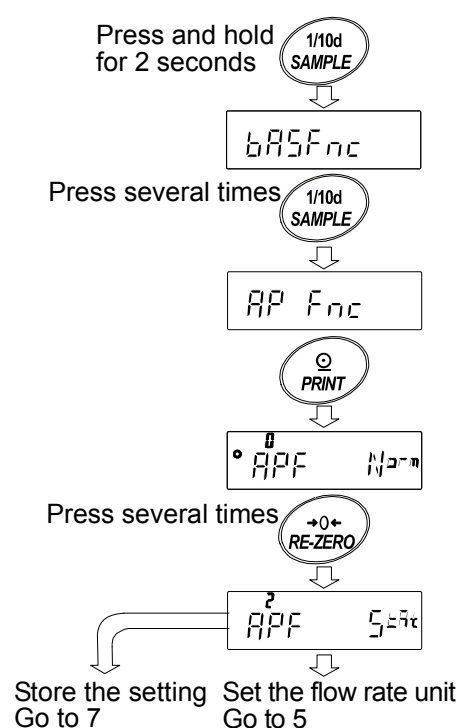 Press and hold
for 2 seconds
1/10d
SAMPLE
bASFnc
Press several times
1/10d
SAMPLE
AP Fnc
PRINT
0
APF Norm
Press several times
→0←
RE-ZERO
2
APF StAt
Store the setting
Go to 7
Set the flow rate unit
Go to 5